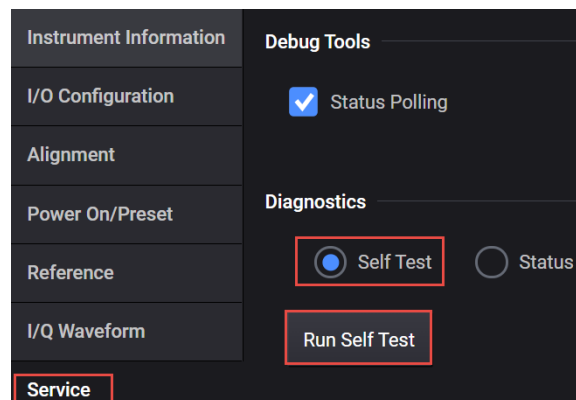 Instrument Information
I/O Configuration
Alignment
Power On/Preset
Reference
I/Q Waveform
Service
Debug Tools
Status Polling
Diagnostics
Self Test
Status
Run Self Test